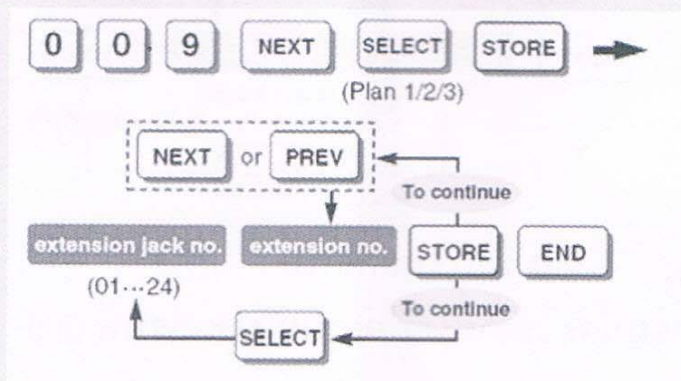 0 0 9 NEXT SELECT STORE
(Plan 1/2/3)
NEXT or PREV
To continue
extension jack no. extension no. STORE END
(01···24)
To continue
SELECT